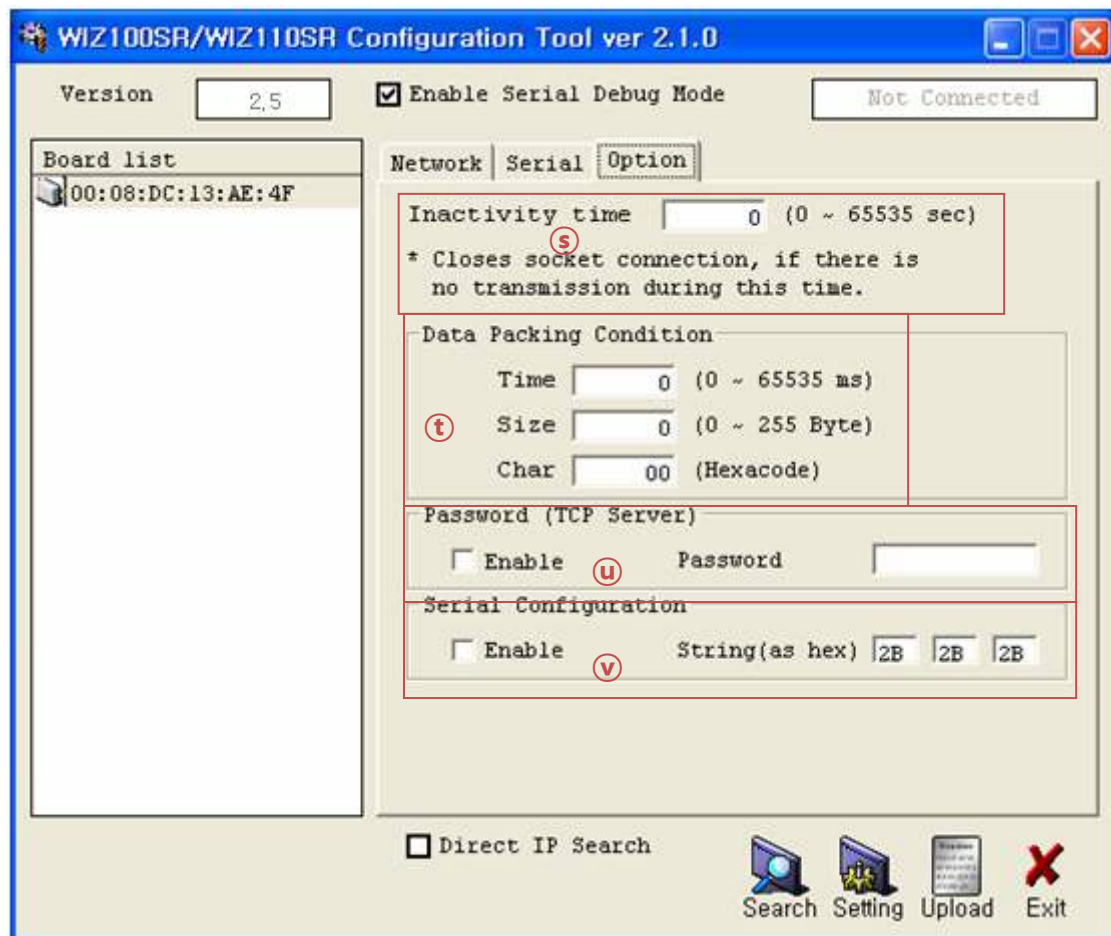 WIZ100SR/WIZ110SR Configuration Tool ver 2.1.0
Version 2,5 Enable Serial Debug Mode Not Connected
Board list
00:08:DC:13:AE:4F
Network Serial Option
Inactivity time 0 (0 ~ 65535 sec)
ⓢ
* Closes socket connection, if there is
no transmission during this time.
Data Packing Condition
Time 0 (0 ~ 65535 ms)
ⓣ Size 0 (0 ~ 255 Byte)
Char 00 (Hexacode)
Password (TCP Server)
Enable ⓤ Password
Serial Configuration
Enable ⓥ String(as hex) 2B 2B 2B
Direct IP Search
Search Setting Upload Exit